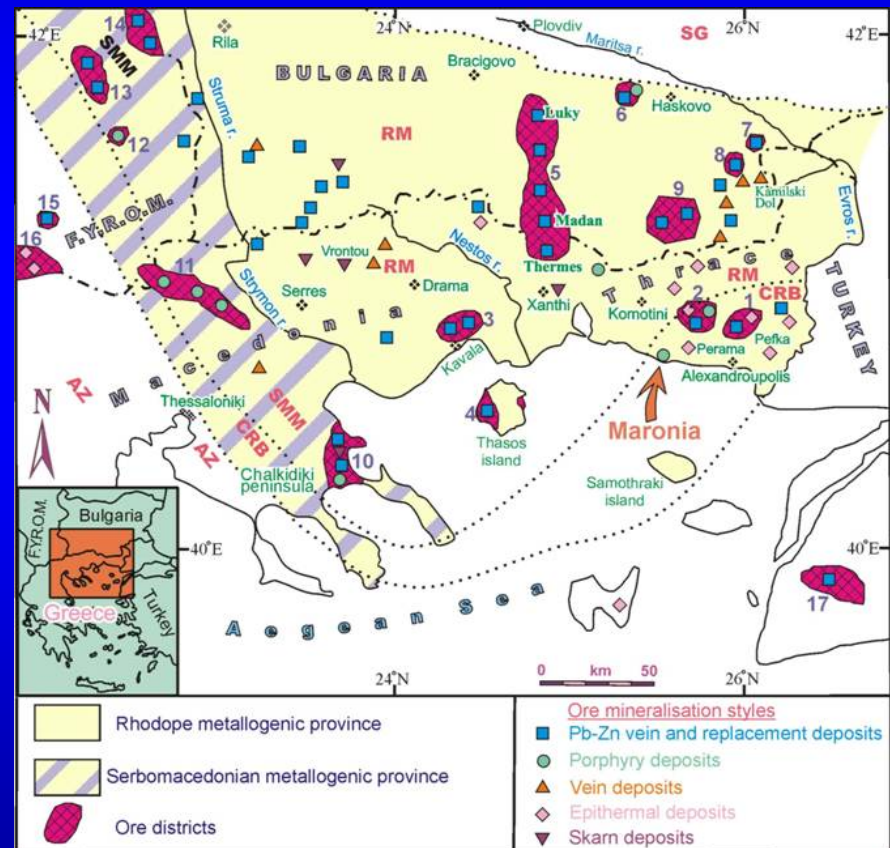 14
42°E
SMM
13
12
15
16
F.Y.R.O.M.
11
Rila
Struma r.
BULGARIA
24°N
Bracigovo
RM
Plovdiv
Maritsa r.
SG
26°N
42°E
Luky
5
Madan
Thermes
6
Haskovo
7
8
9
Kamilski
Dol
Evros r.
TURKEY
Vrontou
RM
Nestos r.
Strymon r.
Serres
Drama
Xanthi
Thrace
Komotini
RM
CRB
2
1
Perama
Pefka
Alexandroupolis
3
Kavala
Macedonia
AZ
Thessaloniki
AZ
CRB
SMM
10
Chalkidiki
peninsula
4
Thasos
island
Maronia
Samothraki
island
N
40°E
40°E
17
Aegean Sea
F.Y.R.O.M.
Bulgaria
Greece
Turkey
24°N
0 km 50
26°N
Rhodope metallogenic province
Serbomacedonian metallogenic province
Ore districts
Ore mineralisation styles
Pb-Zn vein and replacement deposits
Porphyry deposits
Vein deposits
Epithermal deposits
Skarn deposits